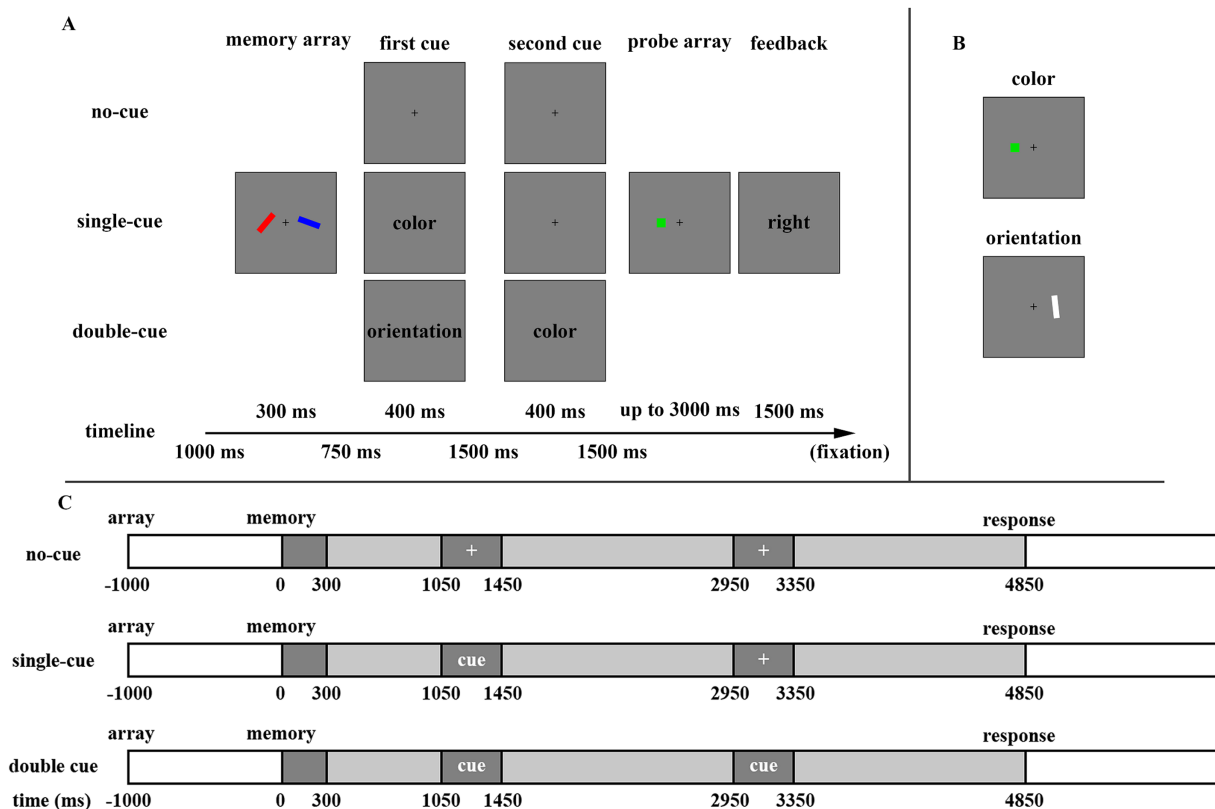 A
memory array first cue second cue probe array feedback
no-cue
+ +
single-cue
+ color + + right
double-cue
orientation color
timeline
300 ms 400 ms 400 ms up to 3000 ms 1500 ms
1000 ms 750 ms 1500 ms 1500 ms (fixation)
B
color
+
orientation
+
C
array memory response
no-cue + +
-1000 0 300 1050 1450 2950 3350 4850
array memory response
single-cue cue +
-1000 0 300 1050 1450 2950 3350 4850
array memory response
double cue cue cue
time (ms) -1000 0 300 1050 1450 2950 3350 4850